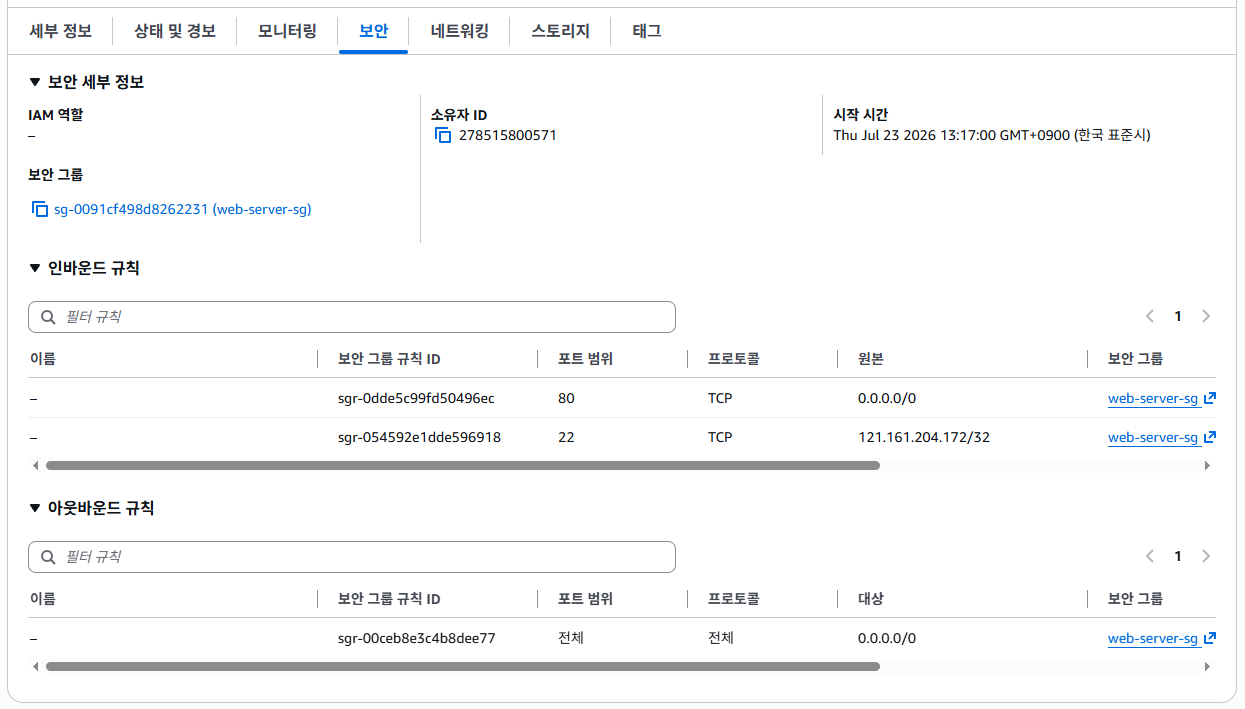 세부 정보 상태 및 경보 모니터링 보안 네트워킹 스토리지 태그
▼ 보안 세부 정보
IAM 역할 소유자 ID 시작 시간
– 278515800571 Thu Jul 23 2026 13:17:00 GMT+0900 (한국 표준시)
보안 그룹
sg-0091cf498d8262231 (web-server-sg)
▼ 인바운드 규칙
필터 규칙 1
이름 보안 그룹 규칙 ID 포트 범위 프로토콜 원본 보안 그룹
– sgr-0dde5c99fd50496ec 80 TCP 0.0.0.0/0 web-server-sg
– sgr-054592e1dde596918 22 TCP 121.161.204.172/32 web-server-sg
▼ 아웃바운드 규칙
필터 규칙 1
이름 보안 그룹 규칙 ID 포트 범위 프로토콜 대상 보안 그룹
– sgr-00ceb8e3c4b8dee77 전체 전체 0.0.0.0/0 web-server-sg